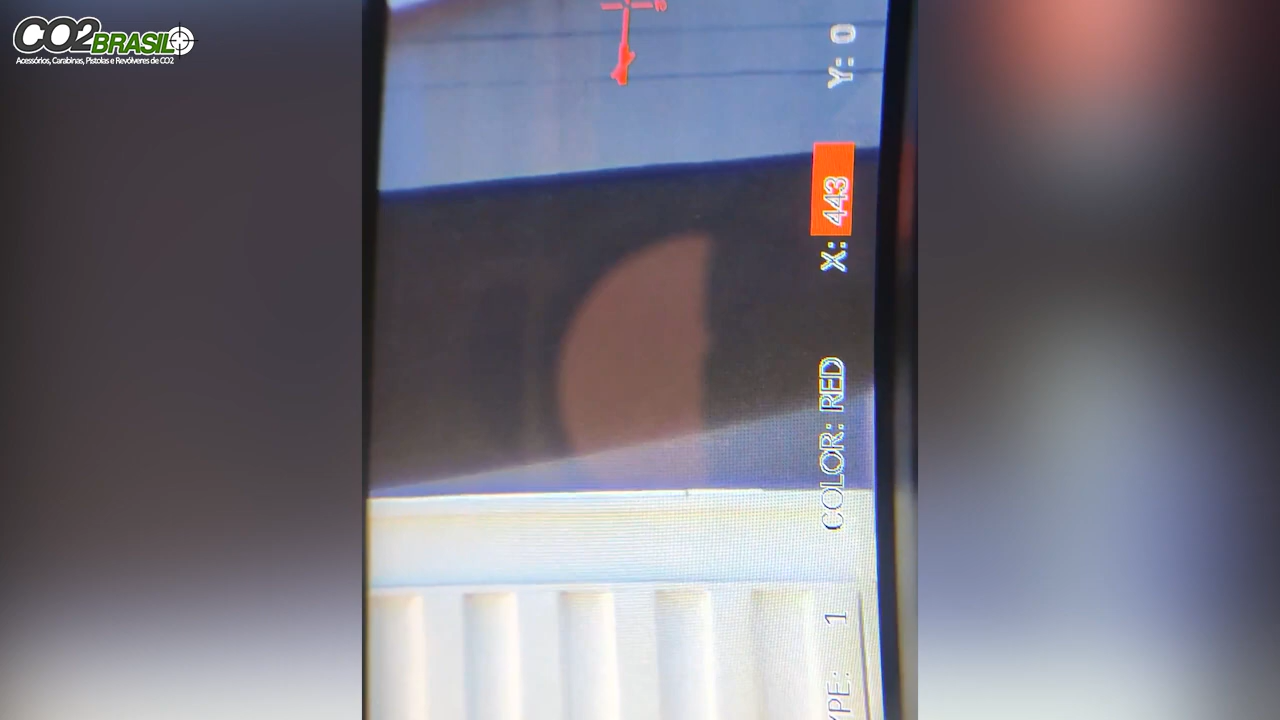 CO2BRASIL
Acessórios, Carabinas, Pistolas e Revólveres de CO2
YPE: 1 COLOR: RED X: 443 Y: 0